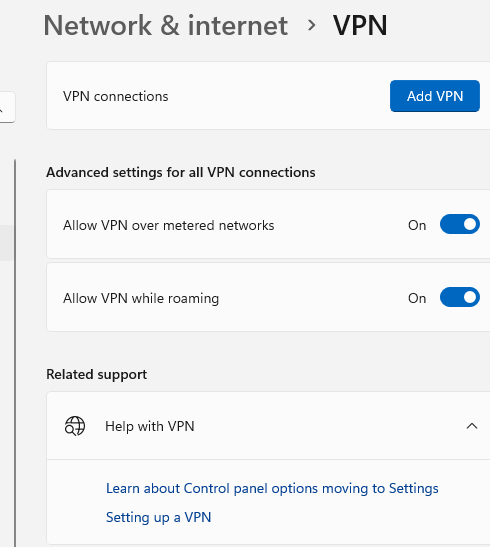 Network & internet > VPN
VPN connections
Add VPN
Advanced settings for all VPN connections
Allow VPN over metered networks
On
Allow VPN while roaming
On
Related support
Help with VPN
Learn about Control panel options moving to Settings
Setting up a VPN